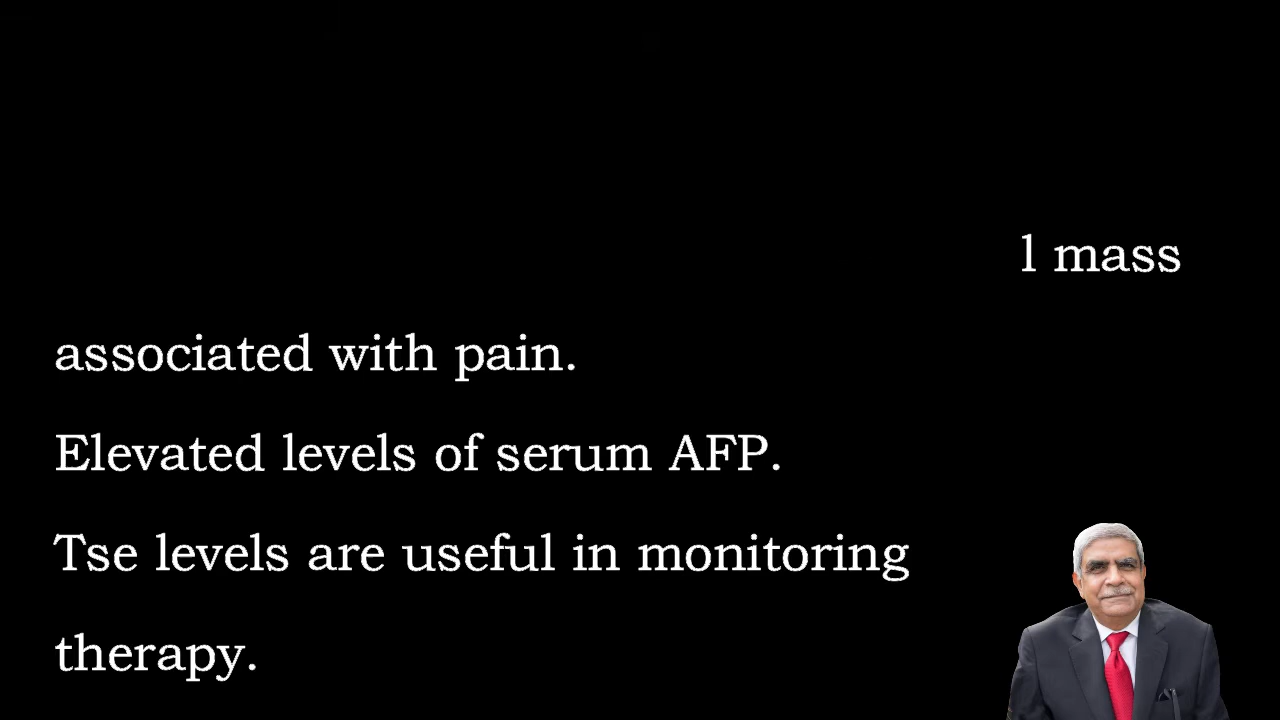 l mass
associated with pain.
Elevated levels of serum AFP.
Tse levels are useful in monitoring
therapy.